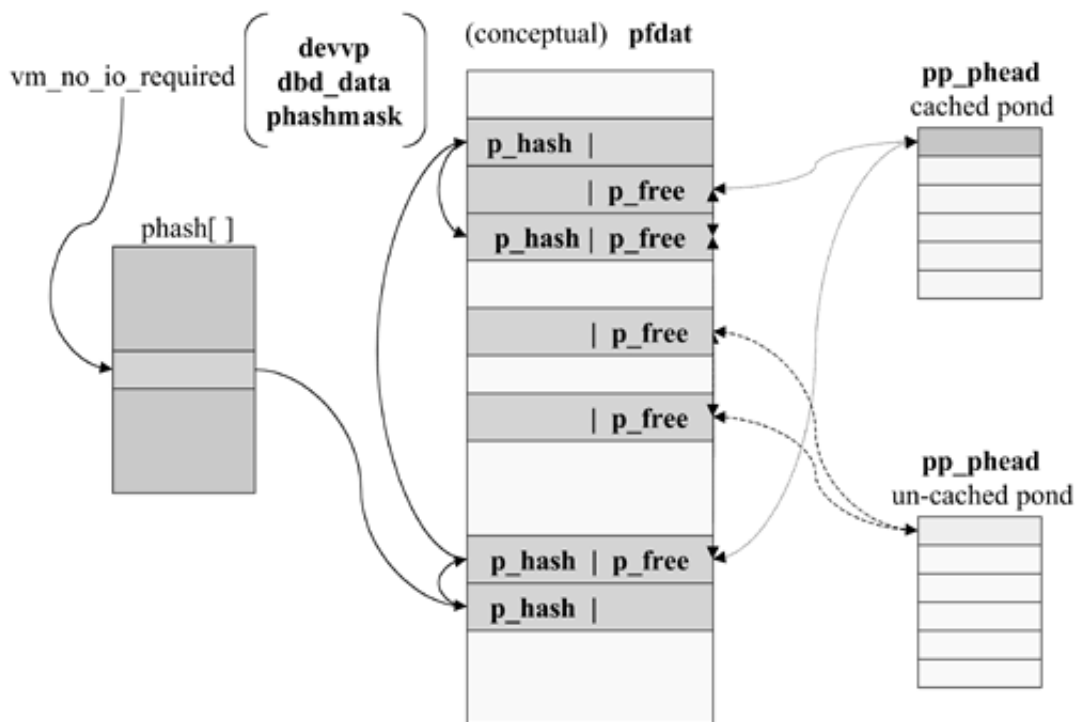 (conceptual) pfdat
devvp
dbd_data
phashmask
vm_no_io_required
pp_phead
cached pond
p_hash |
| p_free
p_hash | p_free
phash[ ]
| p_free
| p_free
pp_phead
un-cached pond
p_hash | p_free
p_hash |